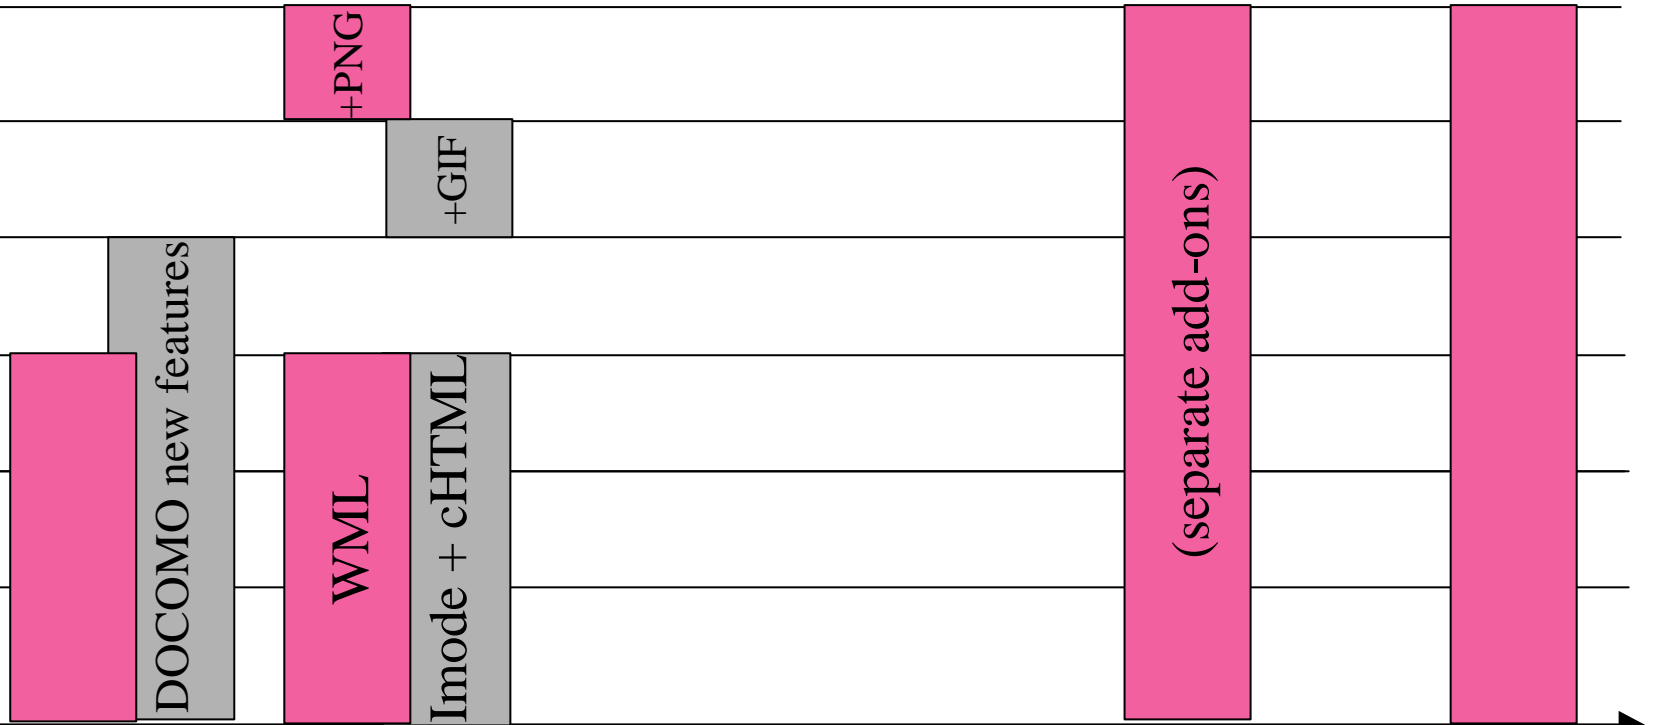 +PNG
+GIF
DOCOMO new features
WML
Imode + cHTML
(separate add-ons)